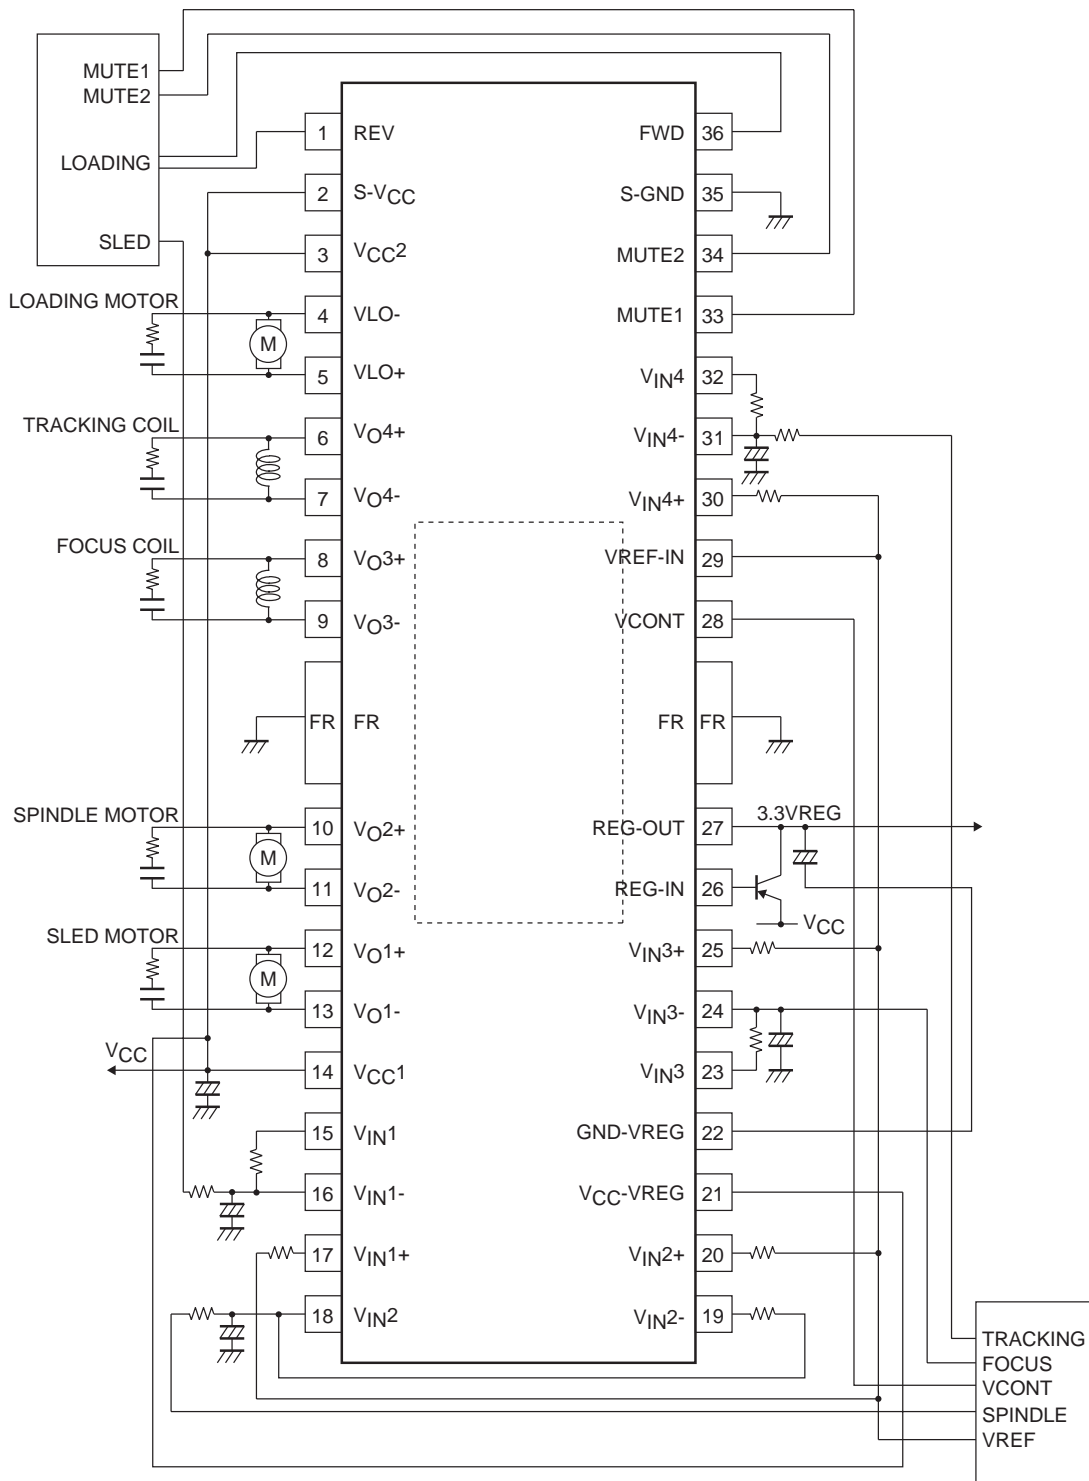 MUTE1
MUTE2
LOADING
SLED
LOADING MOTOR
TRACKING COIL
FOCUS COIL
SPINDLE MOTOR
SLED MOTOR
VCC
M
M
M
1 REV
2 S-VCC
3 VCC2
4 VLO-
5 VLO+
6 VO4+
7 VO4-
8 VO3+
9 VO3-
FR FR
10 VO2+
11 VO2-
12 VO1+
13 VO1-
14 VCC1
15 VIN1
16 VIN1-
17 VIN1+
18 VIN2
FWD 36
S-GND 35
MUTE2 34
MUTE1 33
VIN4 32
VIN4- 31
VIN4+ 30
VREF-IN 29
VCONT 28
FR FR
REG-OUT 27
REG-IN 26
VIN3+ 25
VIN3- 24
VIN3 23
GND-VREG 22
VCC-VREG 21
VIN2+ 20
VIN2- 19
3.3VREG
VCC
TRACKING
FOCUS
VCONT
SPINDLE
VREF